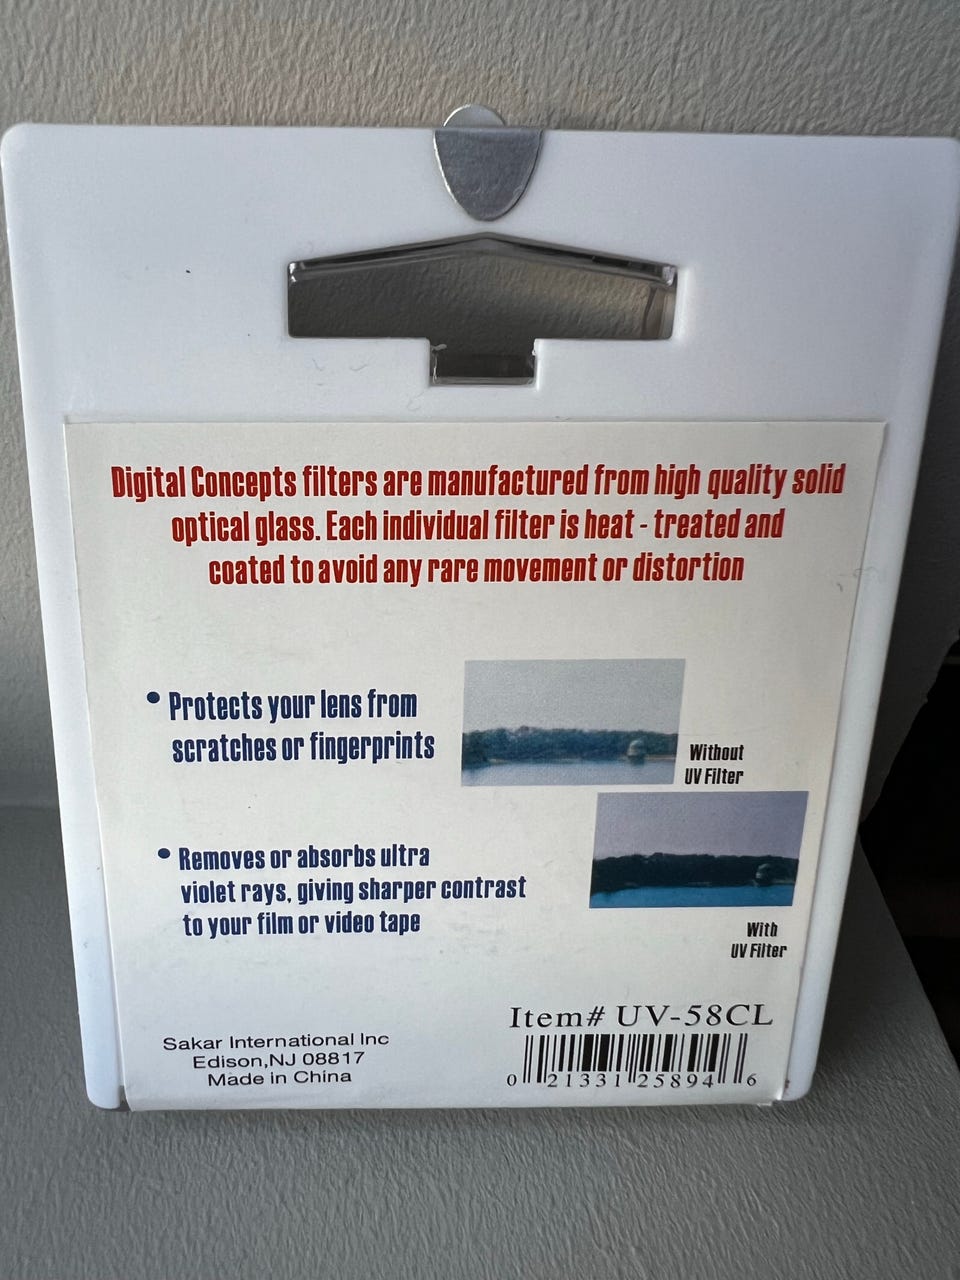 Digital Concepts filters are manufactured from high quality solid
optical glass. Each individual filter is heat - treated and
coated to avoid any rare movement or distortion
• Protects your lens from
scratches or fingerprints
Without
UV Filter
• Removes or absorbs ultra
violet rays, giving sharper contrast
to your film or video tape
With
UV Filter
Sakar International Inc
Edison,NJ 08817
Made in China
Item# UV-58CL
0 21331 25894 6